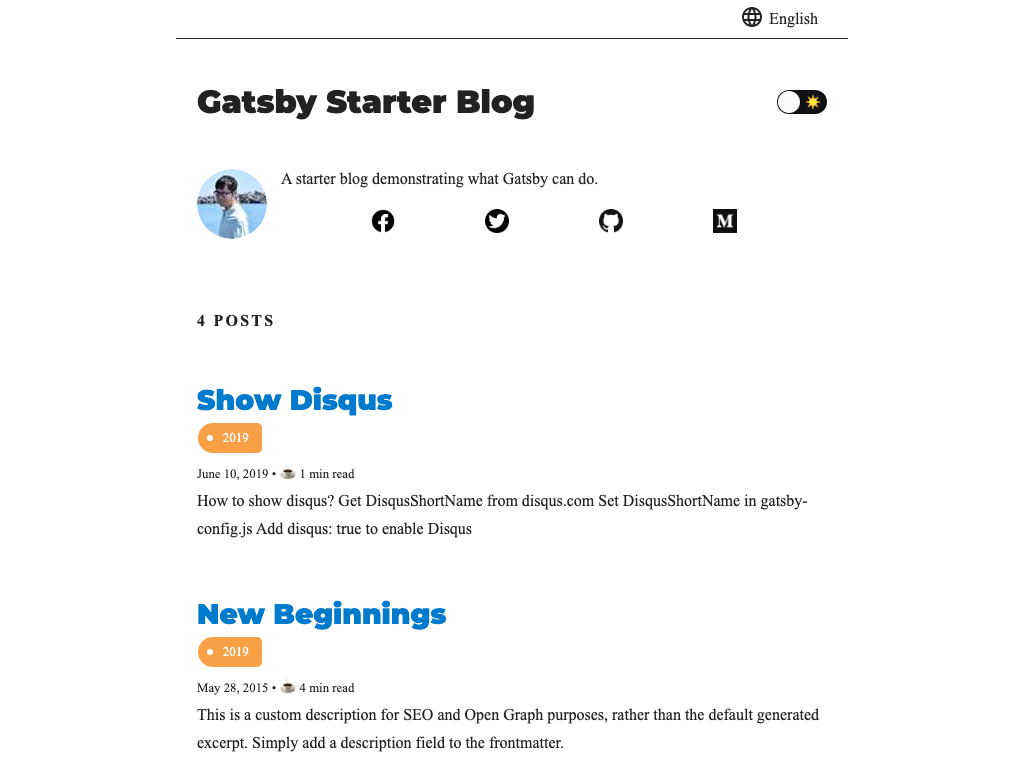 English
Gatsby Starter Blog
A starter blog demonstrating what Gatsby can do.
4 POSTS
Show Disqus
2019
June 10, 2019 • ☕ 1 min read
How to show disqus? Get DisqusShortName from disqus.com Set DisqusShortName in gatsby-
config.js Add disqus: true to enable Disqus
New Beginnings
2019
May 28, 2015 • ☕ 4 min read
This is a custom description for SEO and Open Graph purposes, rather than the default generated
excerpt. Simply add a description field to the frontmatter.